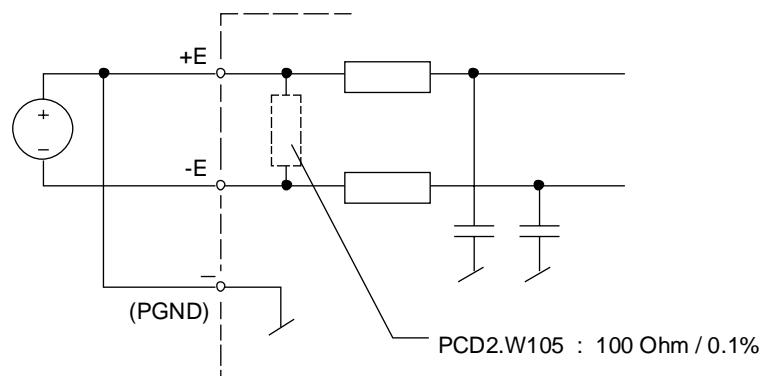 +E
+
–
-E
–
(PGND)
PCD2.W105 : 100 Ohm / 0.1%